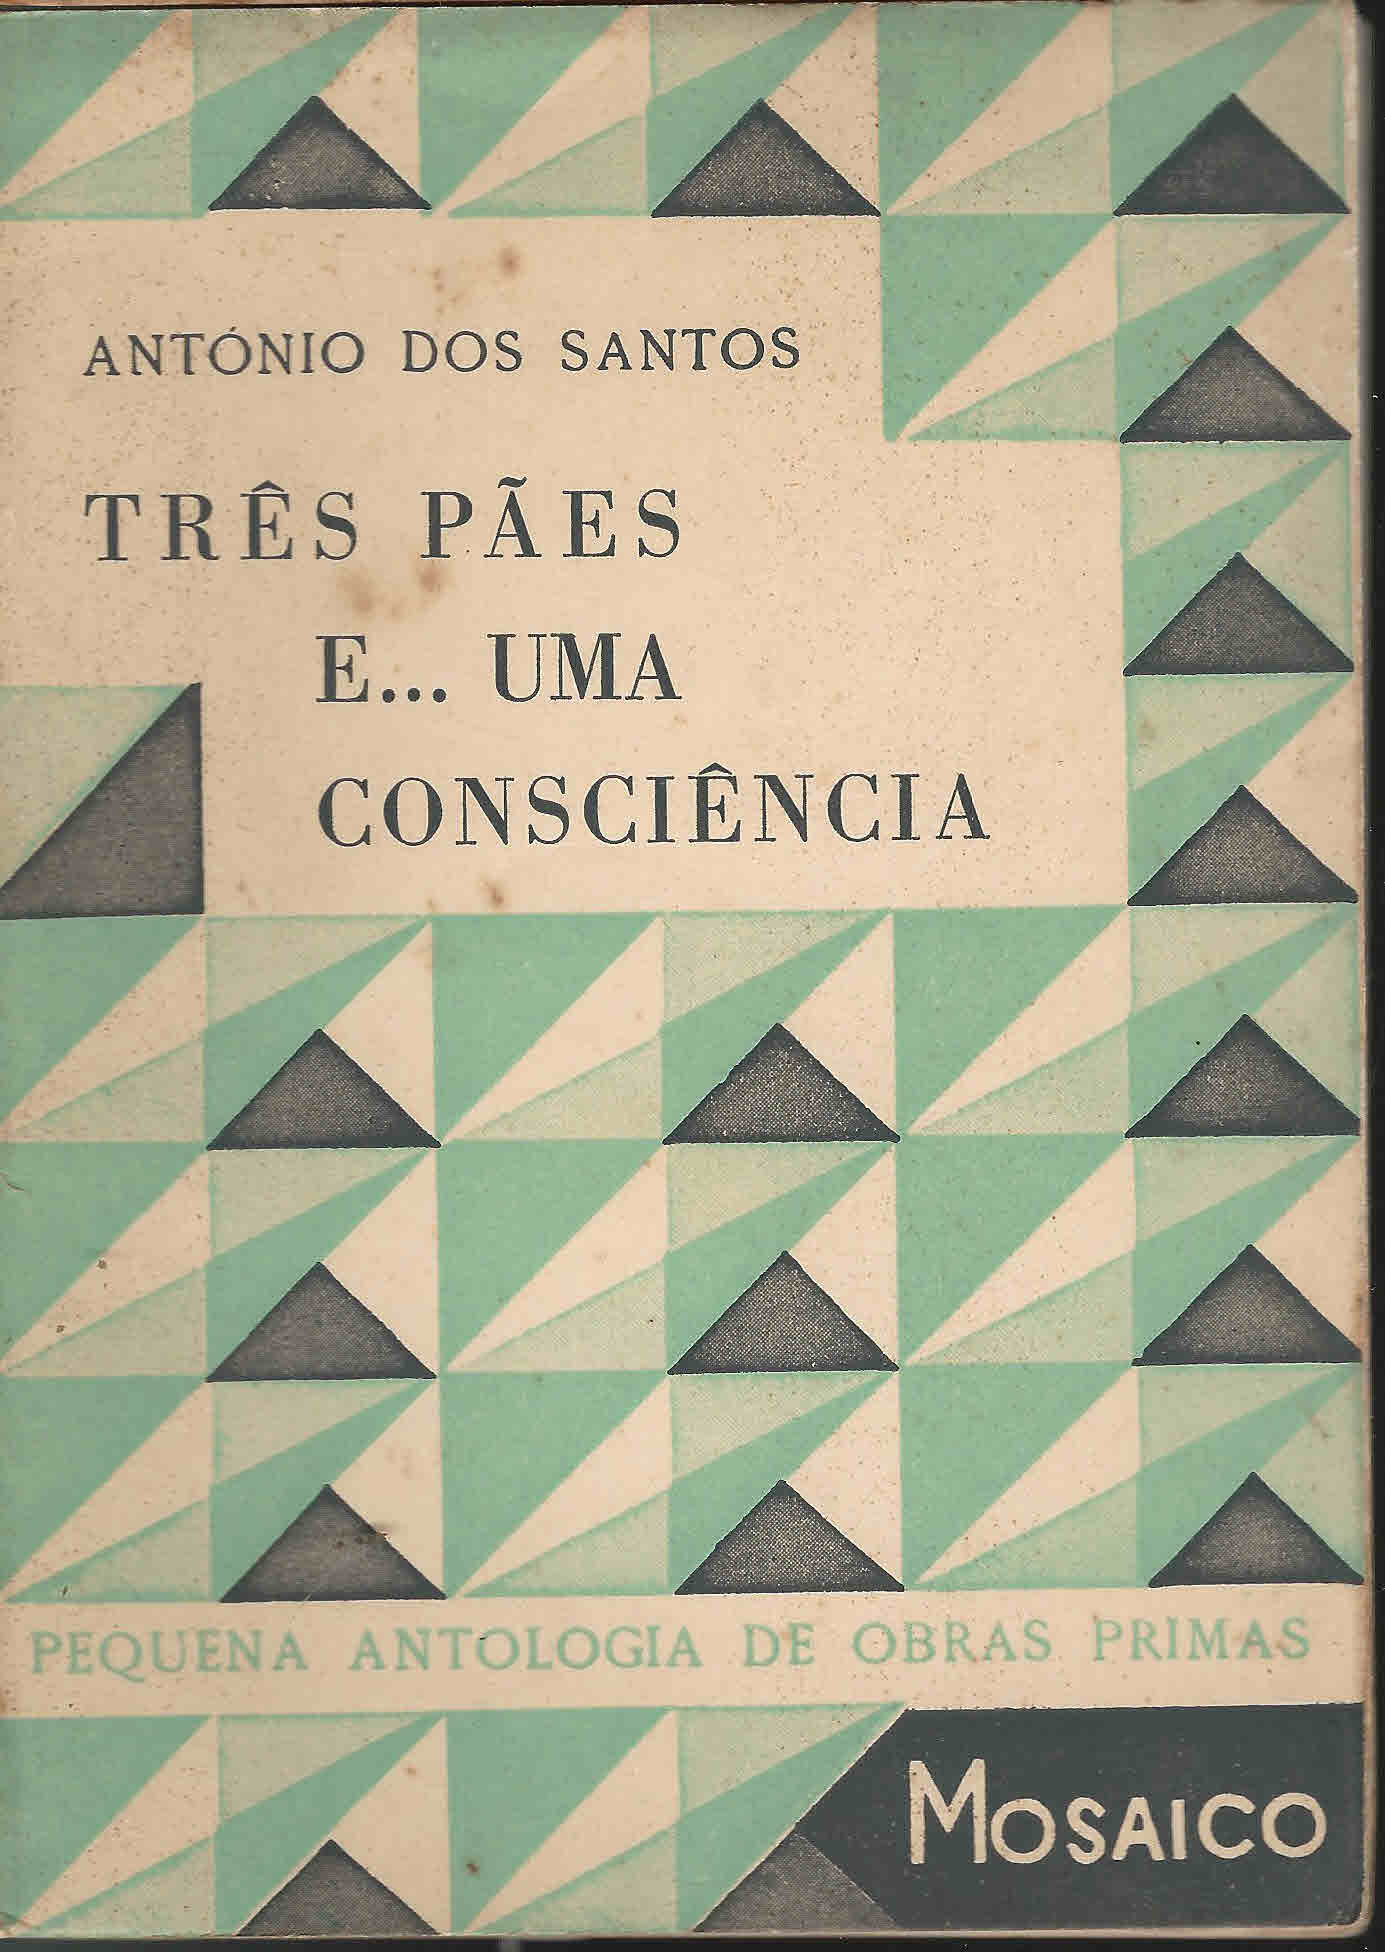 ANTÓNIO DOS SANTOS
TRÊS PÃES
E... UMA
CONSCIÊNCIA
PEQUENA ANTOLOGIA DE OBRAS PRIMAS
MOSAICO